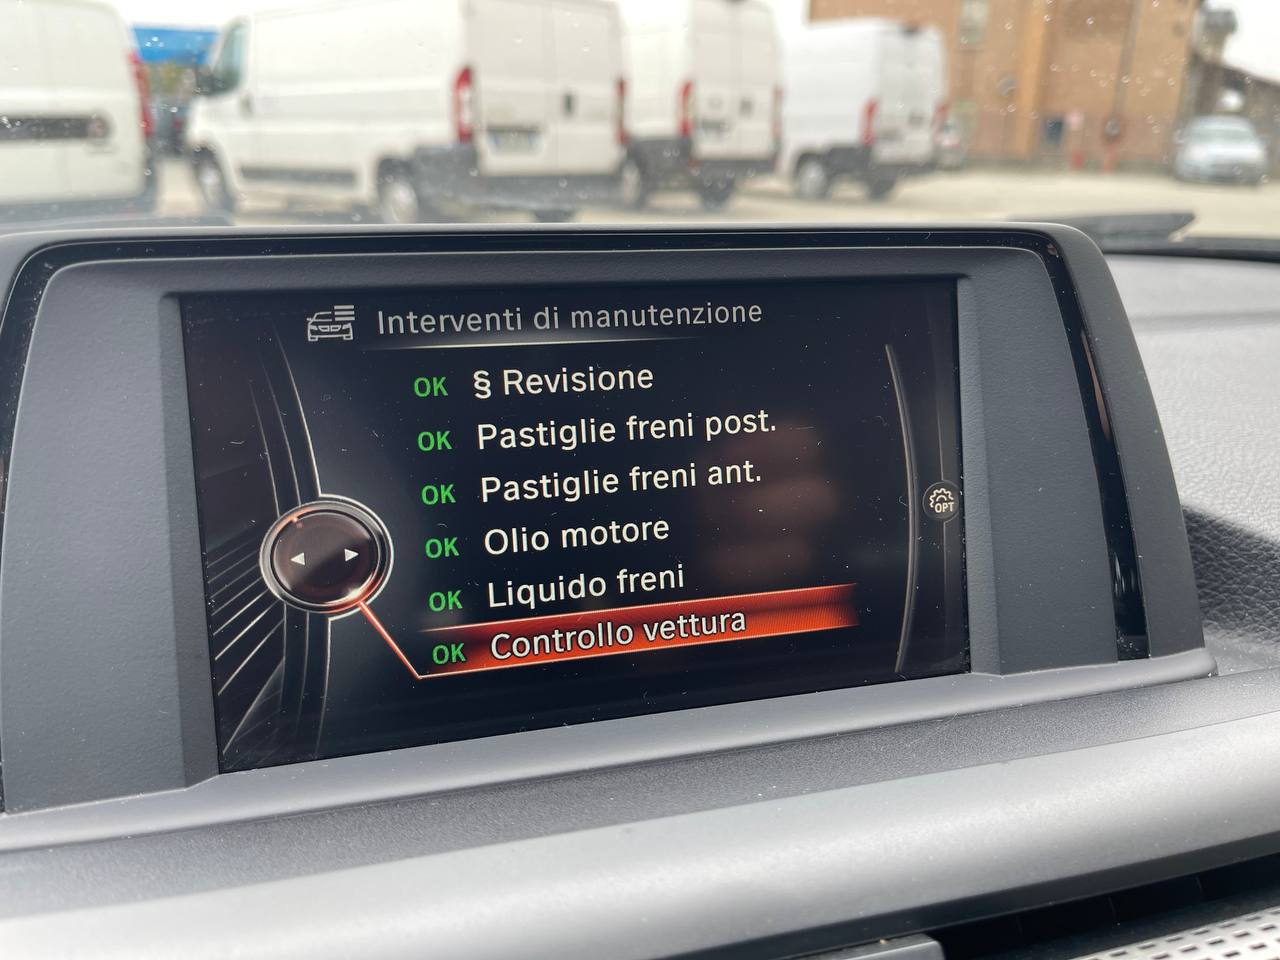 Interventi di manutenzione
OK § Revisione
OK Pastiglie freni post.
OK Pastiglie freni ant.
OK Olio motore
OK Liquido freni
OK Controllo vettura
OPT